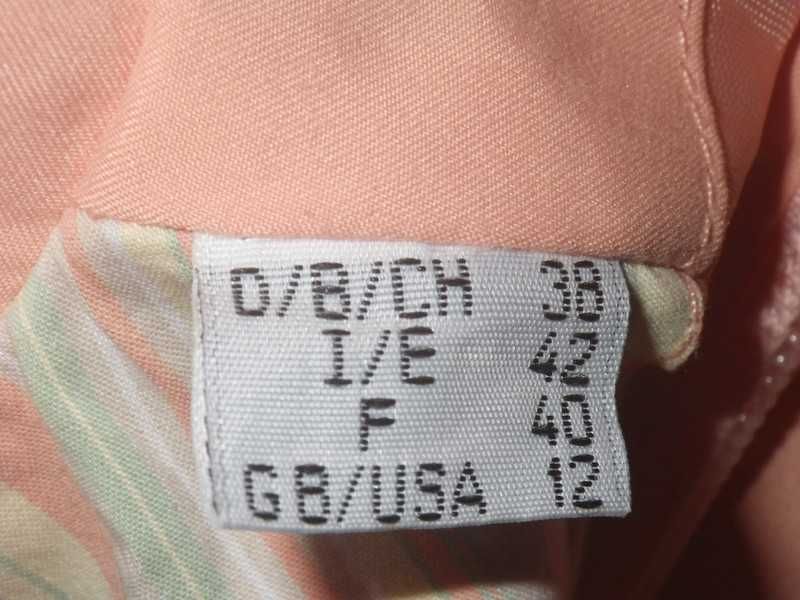 D/B/CH 38
I/E 42
F 40
GB/USA 12